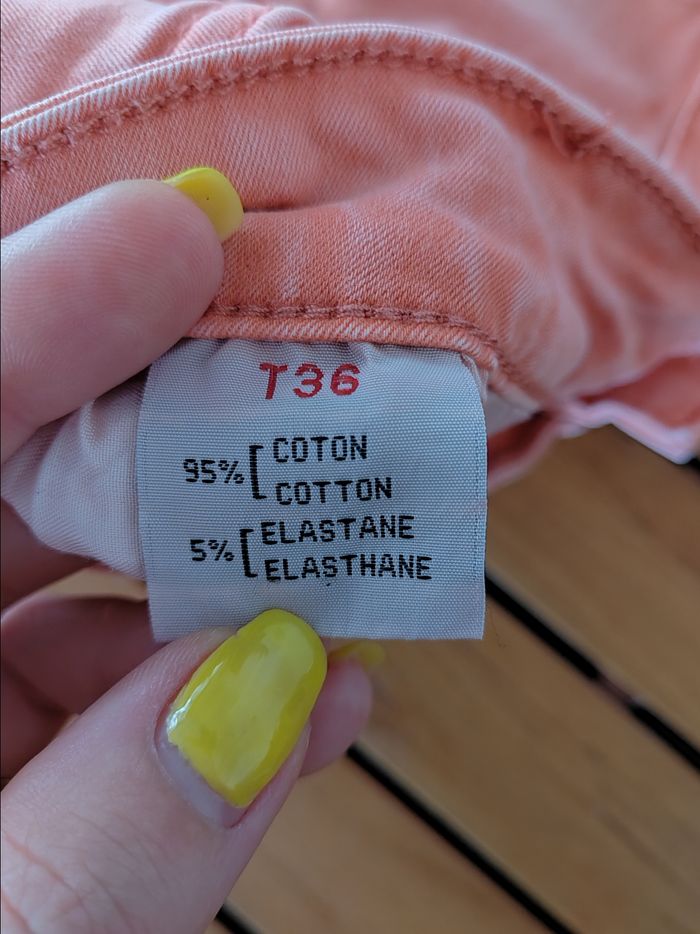 T36
95% [ COTON
COTTON
5% [ ELASTANE
ELASTHANE